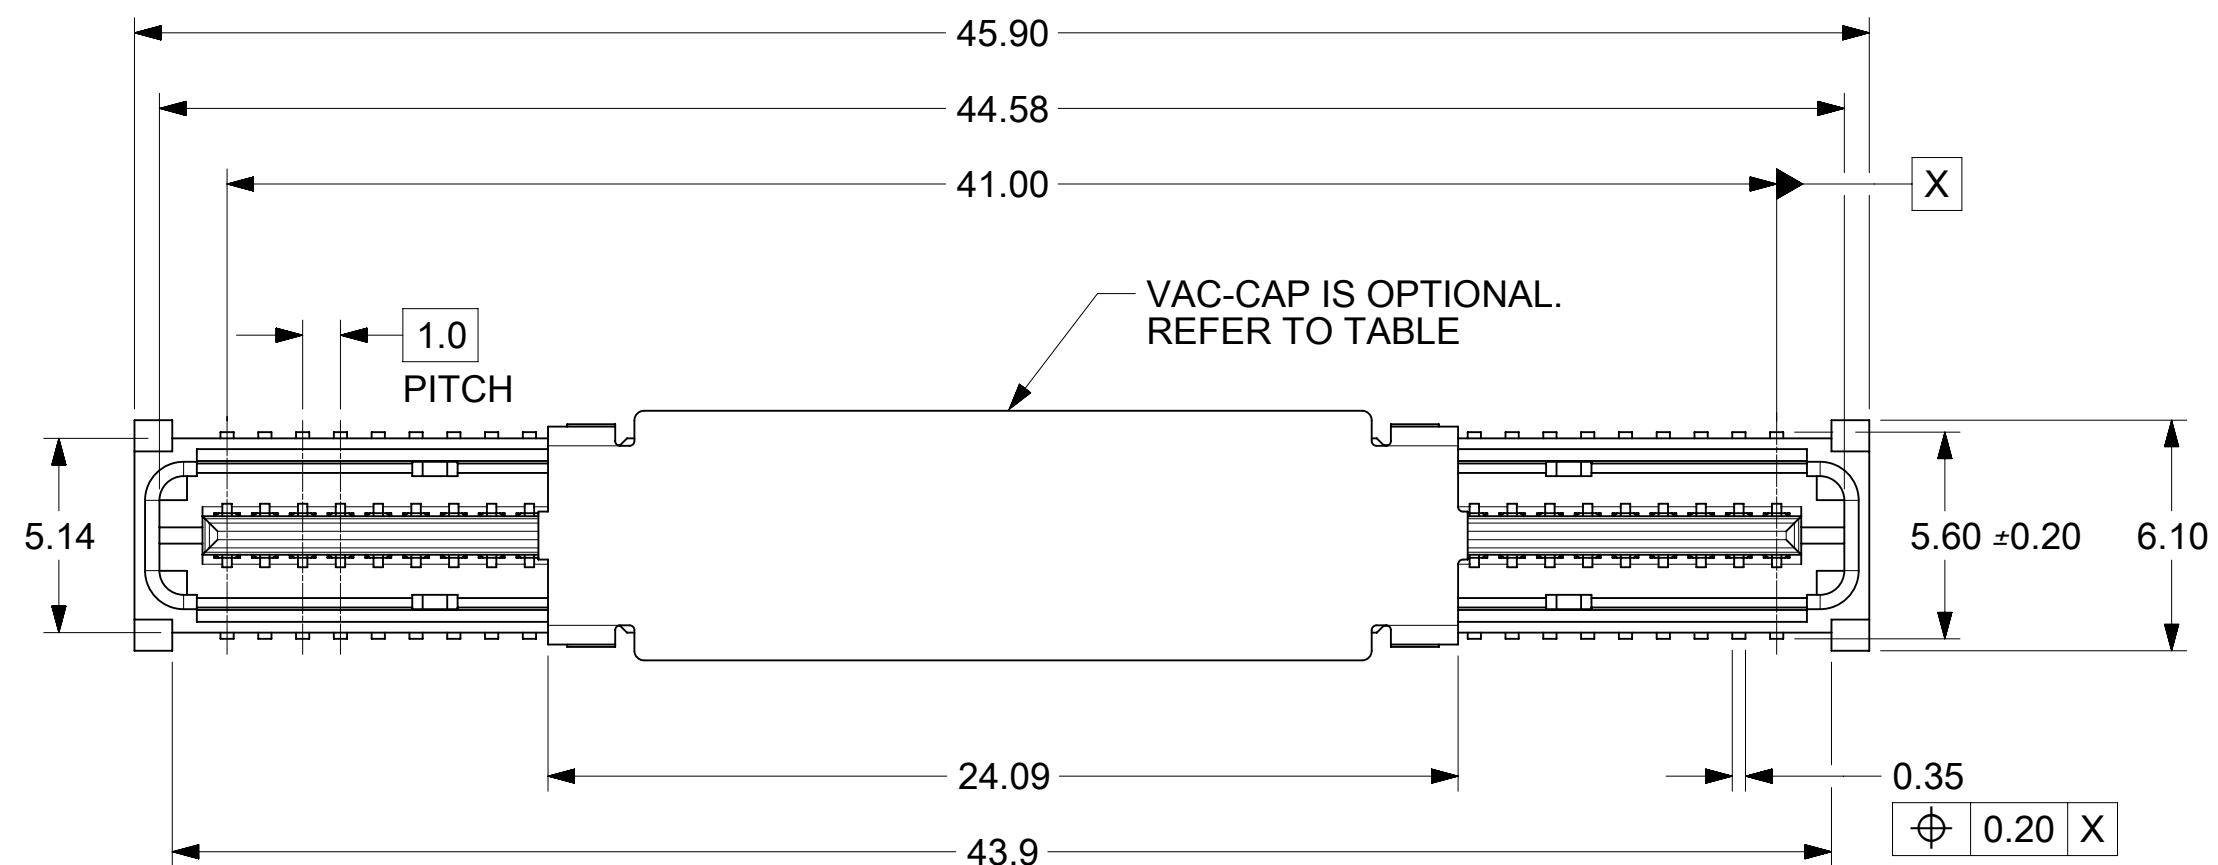 45.90
44.58
41.00
X
VAC-CAP IS OPTIONAL.
REFER TO TABLE
1.0
PITCH
5.14
5.60 ±0.20
6.10
24.09
0.35
⌖ 0.20 X
43.9